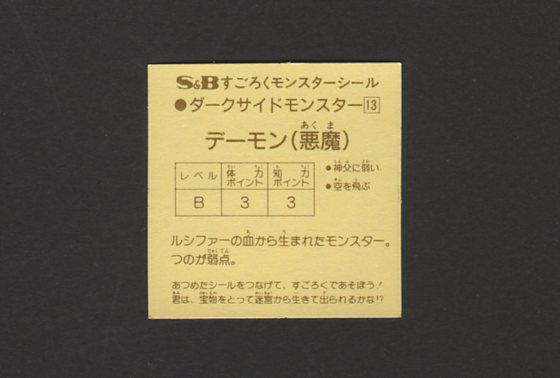 S&Bすごろくモンスターシール
●ダークサイドモンスター13
デーモン(悪魔)
あくま
レベル 体力ポイント 知力ポイント
B 3 3
●神父に弱い
●空を飛ぶ
ルシファーの血から生まれたモンスター。
つのが弱点。
あつめたシールをつなげて、すごろくであそぼう!
君は、宝物をとって迷宮から生きて出られるかな!?